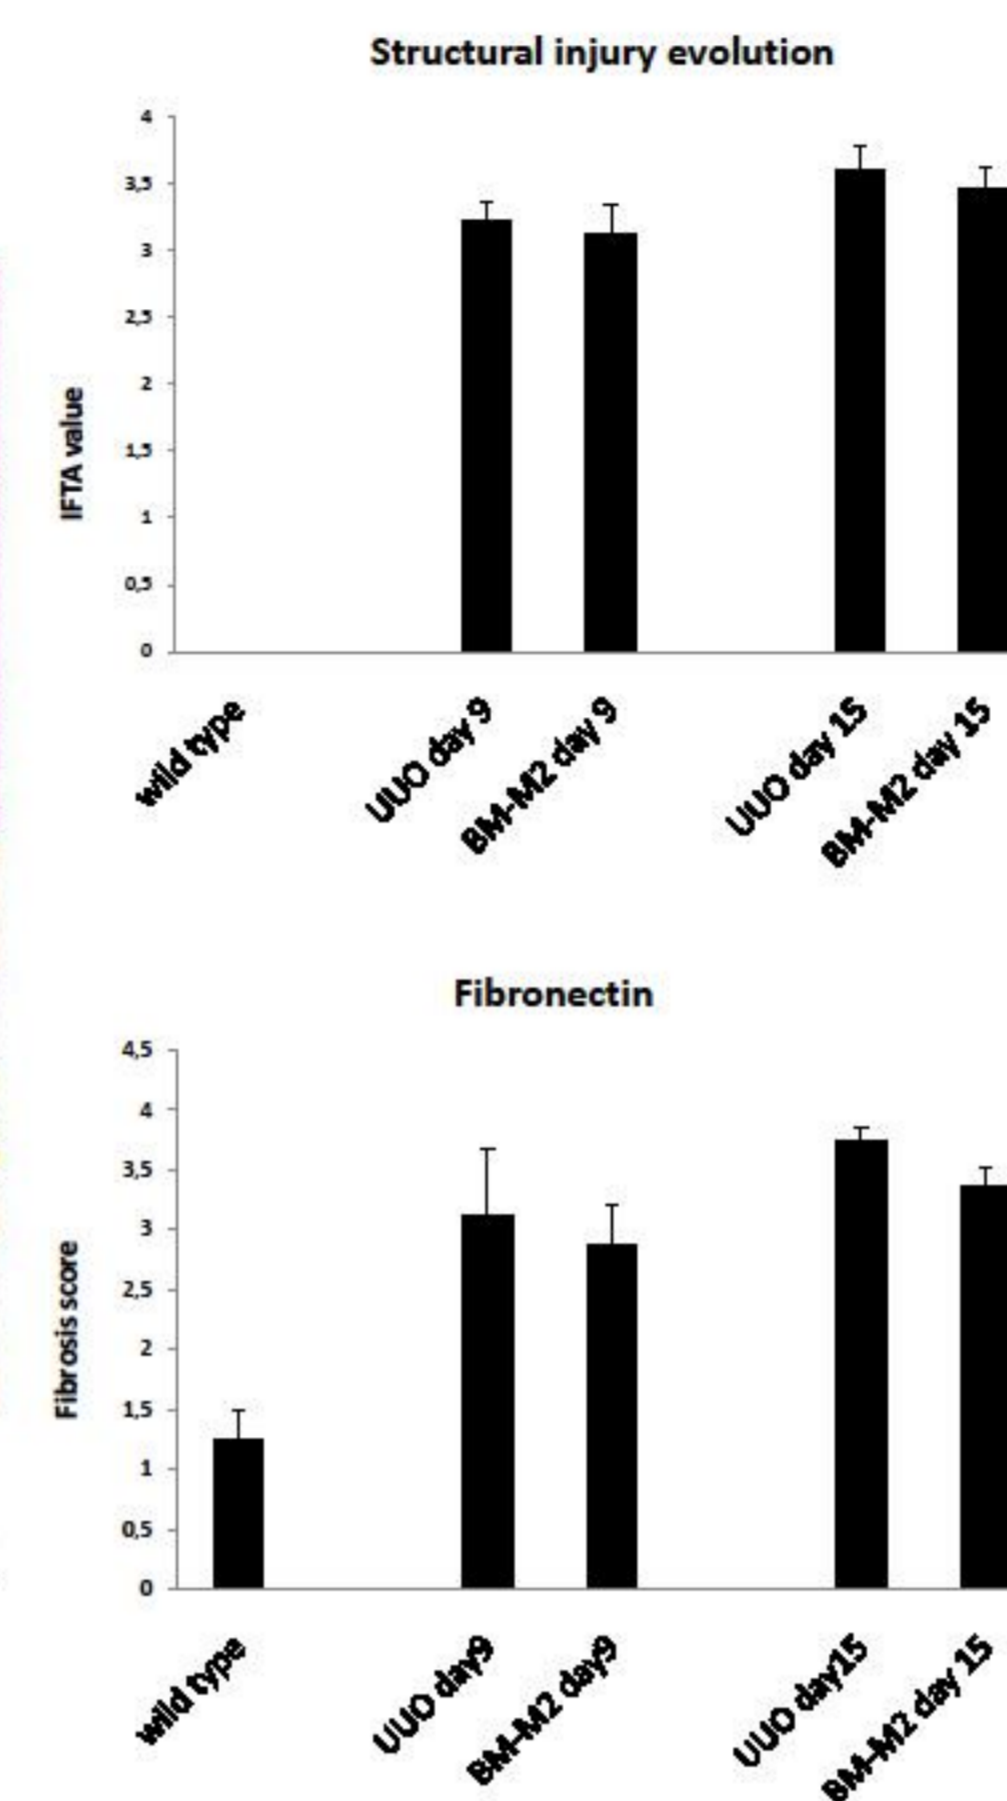 Structural injury evolution
4
3,5
3
2,5
2
1,5
1
0,5
0
IFTA value
wild type
UUO day 9
BM-M2 day 9
UUO day 15
BM-M2 day 15
Fibronectin
4,5
4
3,5
3
2,5
2
1,5
1
0,5
0
Fibrosis score
wild type
UUO day9
BM-M2 day9
UUO day15
BM-M2 day 15